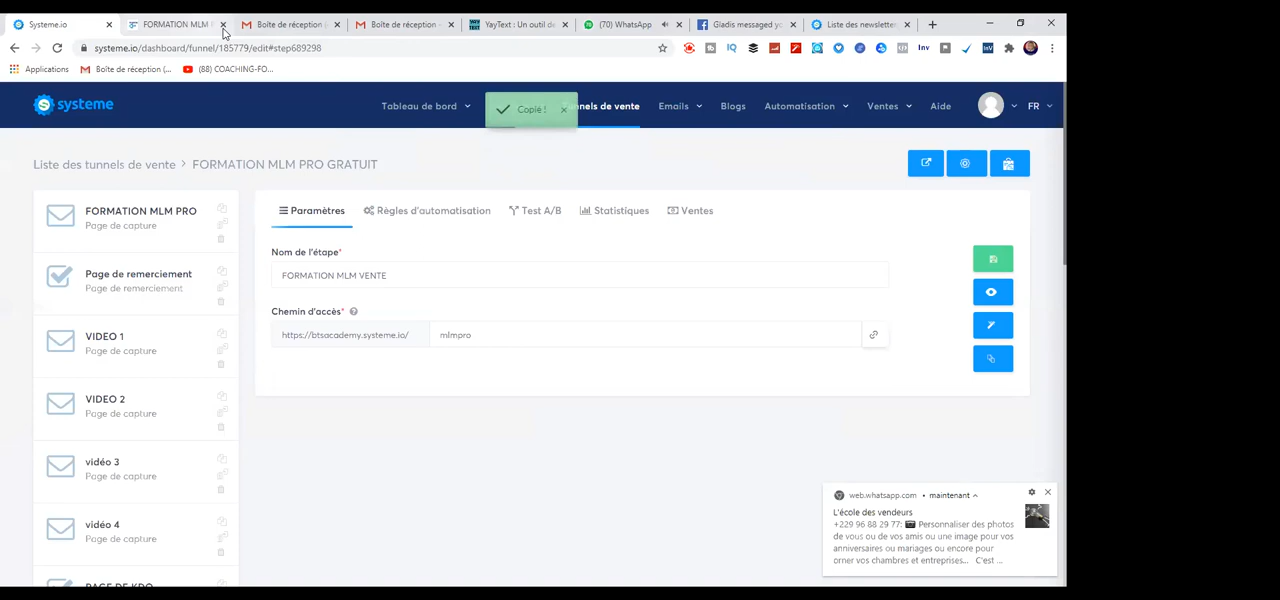 Systeme.io
FORMATION MLM
Boîte de réception
Boîte de réception –
YayText : Un outil de
(70) WhatsApp
Gladis messaged yo
Liste des newsletter
systeme.io/dashboard/funnel/185779/edit#step689298
Applications
Boîte de réception (...
(88) COACHING-FO...
systeme
Tableau de bord
Copié !
nnels de vente
Emails
Blogs
Automatisation
Ventes
Aide
FR
Liste des tunnels de vente > FORMATION MLM PRO GRATUIT
FORMATION MLM PRO
Page de capture
Page de remerciement
Page de remerciement
VIDEO 1
Page de capture
VIDEO 2
Page de capture
vidéo 3
Page de capture
vidéo 4
Page de capture
PAGE DE KDO
Paramètres
Règles d'automatisation
Test A/B
Statistiques
Ventes
Nom de l'étape*
FORMATION MLM VENTE
Chemin d'accès*
https://btsacademy.systeme.io/
mlmpro
web.whatsapp.com • maintenant
L'école des vendeurs
+229 96 88 29 77: 📷 Personnaliser des photos
de vous ou de vos amis ou une image pour vos
anniversaires ou mariages ou encore pour
orner vos chambres et entreprises... C'est ...